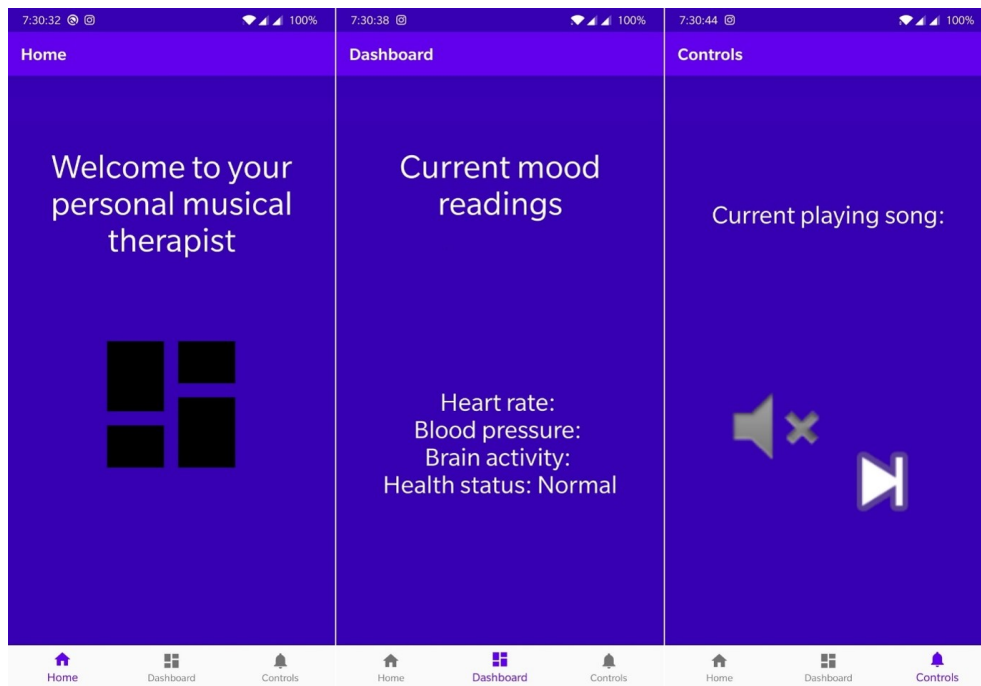 7:30:32 100%
Home
Welcome to your
personal musical
therapist
Home Dashboard Controls
7:30:38 100%
Dashboard
Current mood
readings
Heart rate:
Blood pressure:
Brain activity:
Health status: Normal
Home Dashboard Controls
7:30:44 100%
Controls
Current playing song:
Home Dashboard Controls